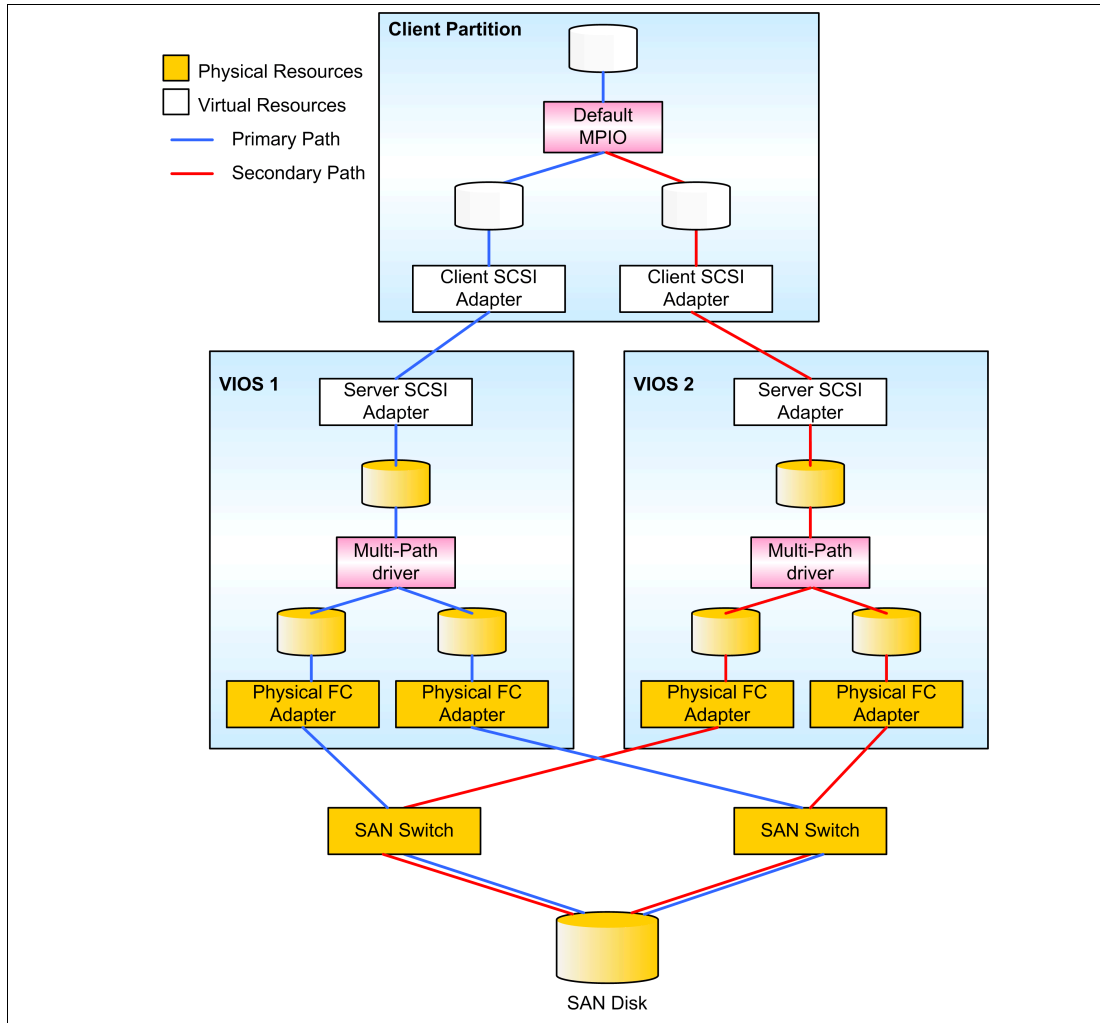 Client Partition
Physical Resources
Virtual Resources
Primary Path
Secondary Path
Default
MPIO
Client SCSI
Adapter
Client SCSI
Adapter
VIOS 1
Server SCSI
Adapter
Multi-Path
driver
Physical FC
Adapter
Physical FC
Adapter
VIOS 2
Server SCSI
Adapter
Multi-Path
driver
Physical FC
Adapter
Physical FC
Adapter
SAN Switch
SAN Switch
SAN Disk